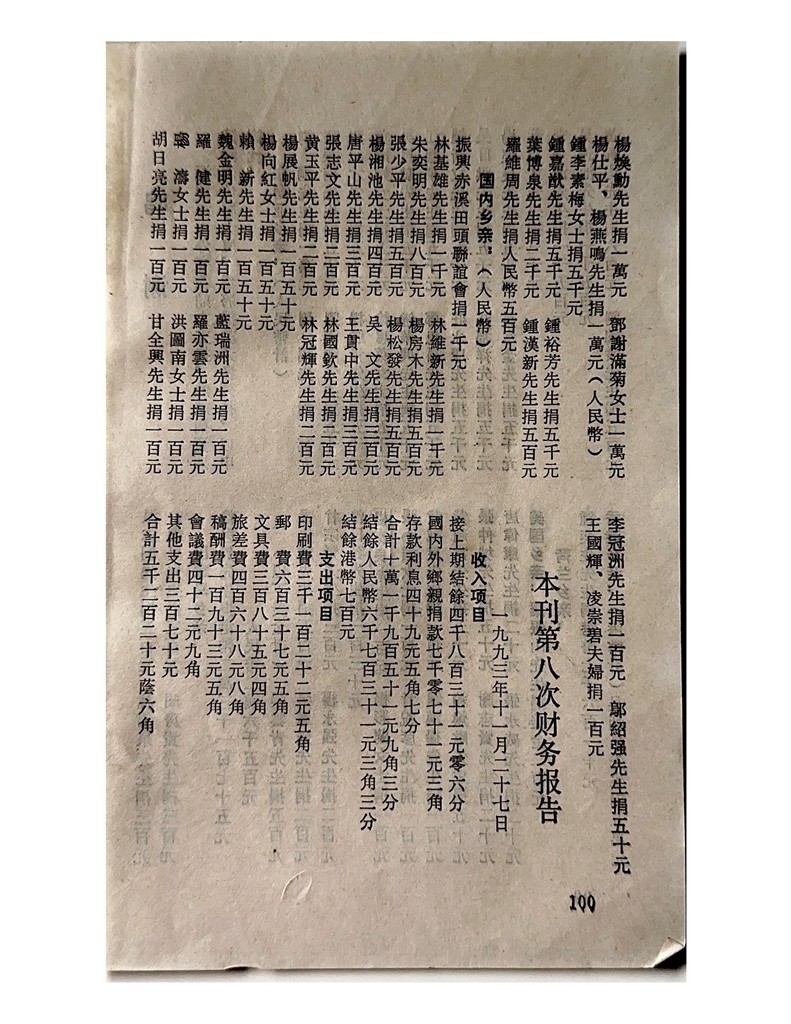 楊煥動先生捐一萬元　鄧謝滿菊女士一萬元
楊仕平、楊燕鳴先生捐一萬元（人民幣）
鍾李素梅女士捐五千元
鍾嘉猷先生捐五千元　鍾裕芳先生捐五千元
葉博泉先生捐二千元　鍾漢新先生捐五百元
羅維周先生捐人民幣五百元
国内乡亲：（人民幣）
振興赤溪田頭聯誼會捐一千元
林基雄先生捐一千元　林維新先生捐一千元
朱奕明先生捐八百元　楊房木先生捐五百元
張少平先生捐五百元　楊松發先生捐五百元
楊湘池先生捐四百元　吳　文先生捐三百元
唐平山先生捐三百元　王貫中先生捐三百元
張志文先生捐二百元　林國欽先生捐二百元
黄玉平先生捐二百元　林冠輝先生捐二百元
楊展帆先生捐一百五十元
楊向紅女士捐一百五十元
賴　新先生捐一百五十元
魏金明先生捐一百元　藍瑞洲先生捐一百元
羅　健先生捐一百元　羅亦雲先生捐一百元
濤女士捐一百元　洪圖南女士捐一百元
胡日亮先生捐一百元　甘全興先生捐一百元
李冠洲先生捐一百元　鄔紹强先生捐五十元
王國輝、凌崇碧夫婦捐一百元
本刊第八次财务报告
一九九三年十一月二十七日
收入项目
接上期結餘四千八百三十一元零六分
國内外鄉親捐款七千零七十一元三角
存款利息四十九元五角七分
合計十萬一千九百五十一元九角三分
結餘人民幣六千七百三十一元三角三分
結餘港幣七百元
支出项目
印刷費三千一百二十二元五角
郵　費六百三十七元五角
文具費三百八十五元四角
旅差費四百六十八元八角
稿酬費一百九十三元五角
會議費四十二元九角
其他支出三百七十元
合計五千二百二十元蔭六角
100